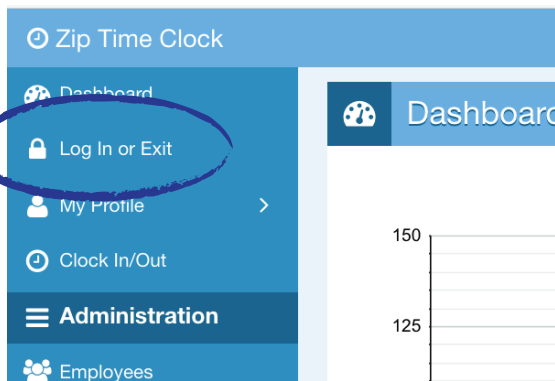 Zip Time Clock
Dashboard
Log In or Exit
My Profile
Clock In/Out
Administration
Employees
Dashboard
150
125